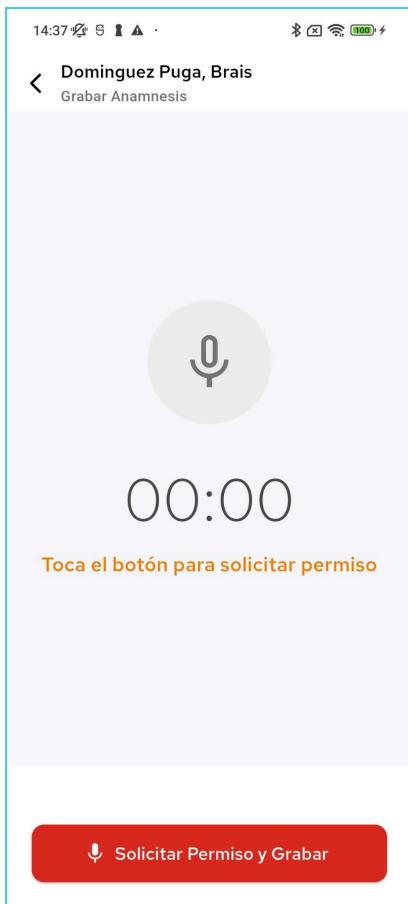 14:37
100
Dominguez Puga, Brais
Grabar Anamnesis
00:00
Toca el botón para solicitar permiso
Solicitar Permiso y Grabar